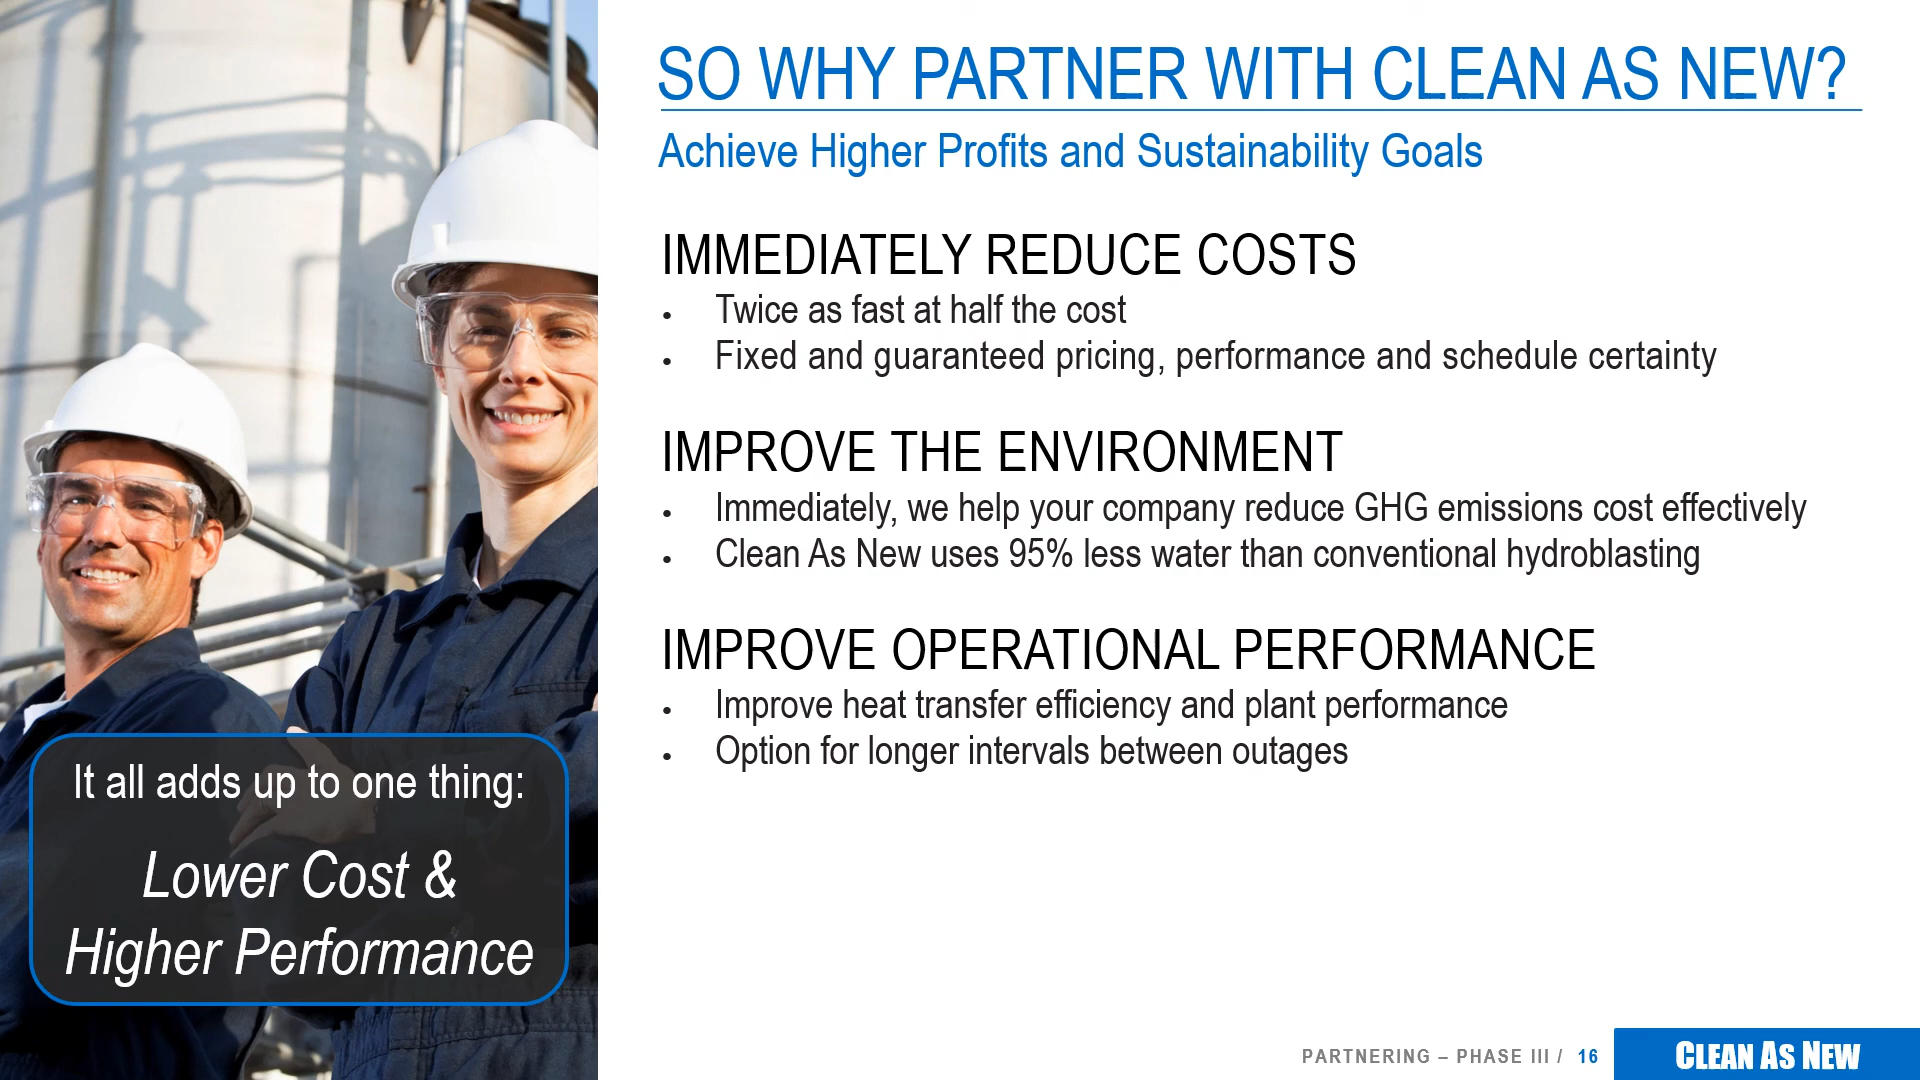 SO WHY PARTNER WITH CLEAN AS NEW?
Achieve Higher Profits and Sustainability Goals
IMMEDIATELY REDUCE COSTS
• Twice as fast at half the cost
• Fixed and guaranteed pricing, performance and schedule certainty
IMPROVE THE ENVIRONMENT
• Immediately, we help your company reduce GHG emissions cost effectively
• Clean As New uses 95% less water than conventional hydroblasting
IMPROVE OPERATIONAL PERFORMANCE
• Improve heat transfer efficiency and plant performance
• Option for longer intervals between outages
It all adds up to one thing:
Lower Cost &
Higher Performance
PARTNERING – PHASE III / 16
CLEAN AS NEW